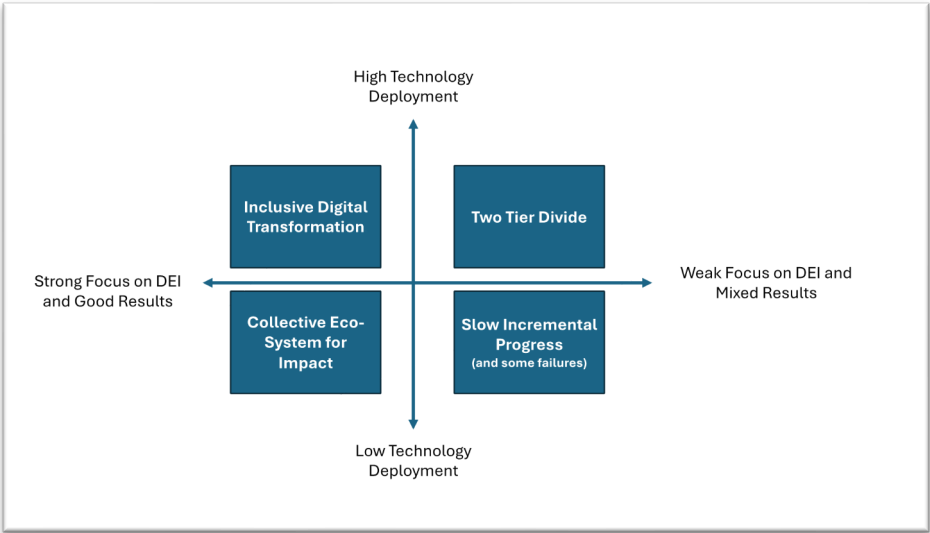 High Technology
Deployment
Inclusive Digital
Transformation
Two Tier Divide
Strong Focus on DEI
and Good Results
Weak Focus on DEI and
Mixed Results
Collective Eco-
System for
Impact
Slow Incremental
Progress
(and some failures)
Low Technology
Deployment